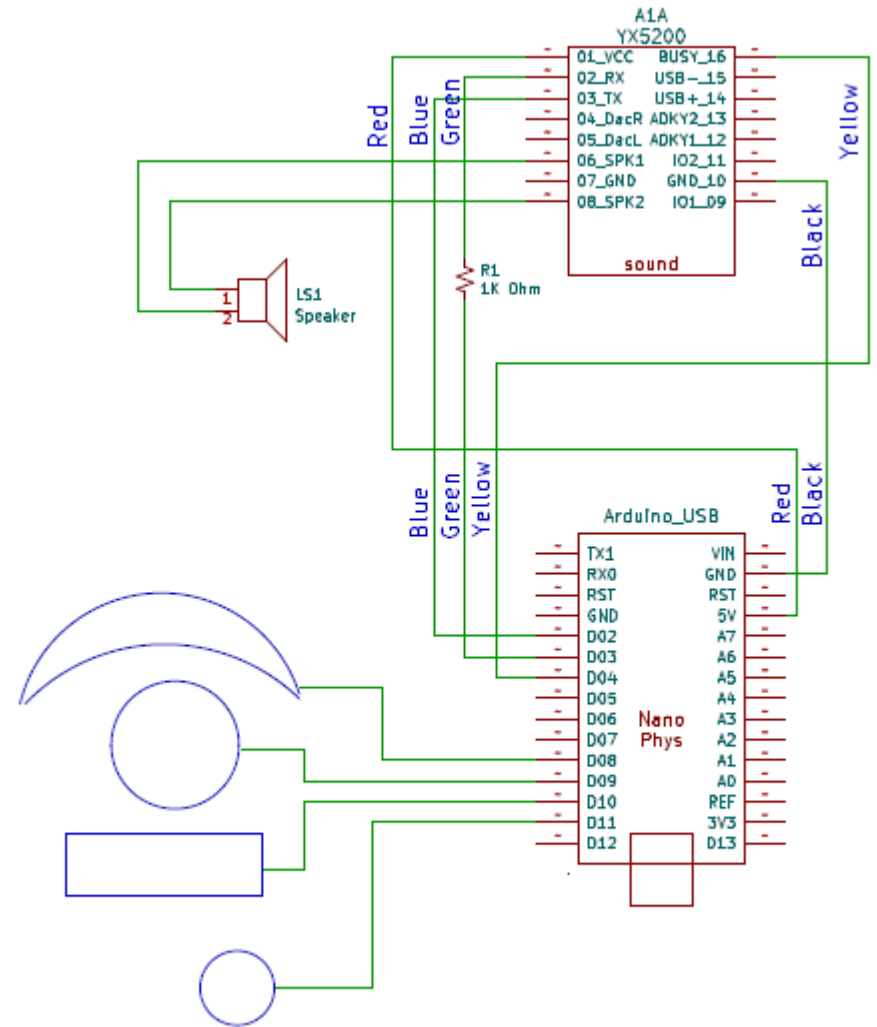 A1A
YX5200
01_VCC BUSY_16
02_RX USB-_15
03_TX USB+_14
04_DacR ADKY2_13
05_DacL ADKY1_12
06_SPK1 IO2_11
07_GND GND_10
08_SPK2 IO1_09
sound
Red
Blue
Green
Yellow
Black
R1
1K Ohm
1
2
LS1
Speaker
Blue
Green
Yellow
Red
Black
Arduino_USB
TX1 VIN
RX0 GND
RST RST
GND 5V
D02 A7
D03 A6
D04 A5
D05 A4
D06 A3
D07 A2
D08 A1
D09 A0
D10 REF
D11 3V3
D12 D13
Nano
Phys